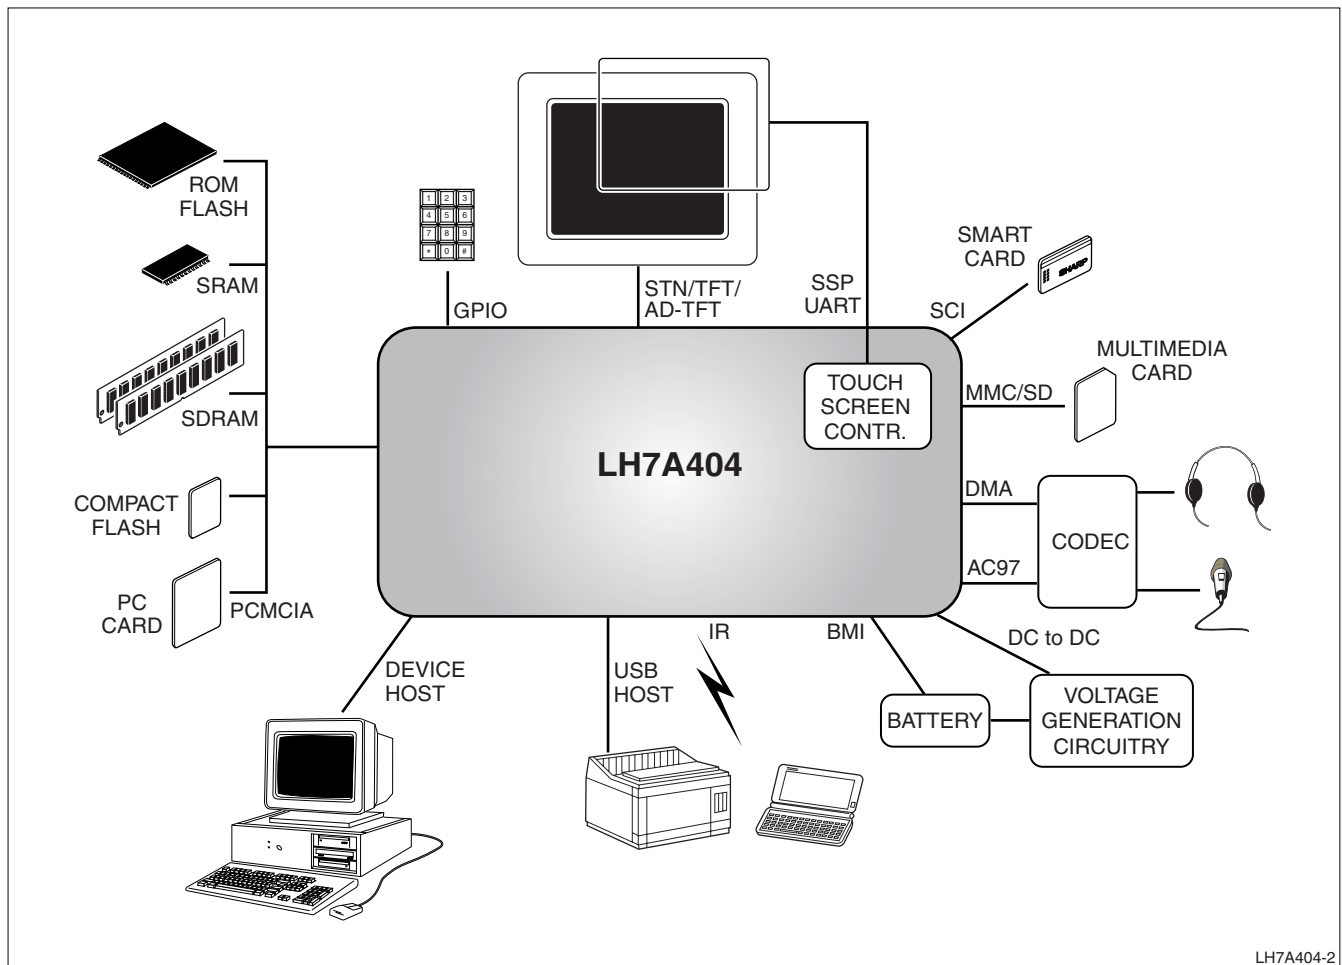 ROM
FLASH
SRAM
SDRAM
COMPACT
FLASH
PC
CARD
PCMCIA
1 2 3
4 5 6
7 8 9
* 0 #
GPIO
STN/TFT/
AD-TFT
SSP
UART
SCI
SMART
CARD
SHARP
TOUCH
SCREEN
CONTR.
MMC/SD
MULTIMEDIA
CARD
LH7A404
DMA
AC97
CODEC
DEVICE
HOST
USB
HOST
IR
BMI
DC to DC
BATTERY
VOLTAGE
GENERATION
CIRCUITRY
LH7A404-2